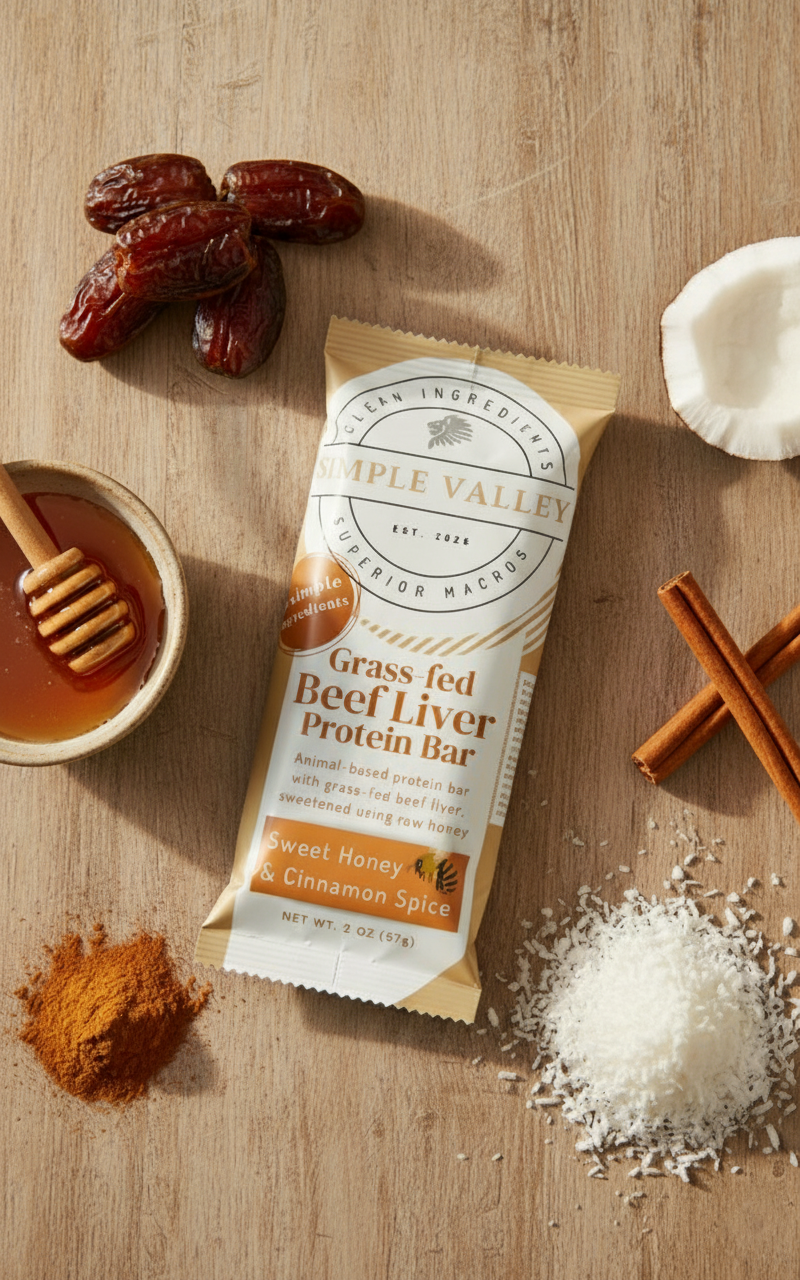 CLEAN INGREDIENTS
SIMPLE VALLEY
EST. 2026
SUPERIOR MACROS
simple
ingredients
Grass-fed
Beef Liver
Protein Bar
Animal-based protein bar
with grass-fed beef liver,
sweetened using raw honey
Sweet Honey
& Cinnamon Spice
NET WT. 2 OZ (57g)